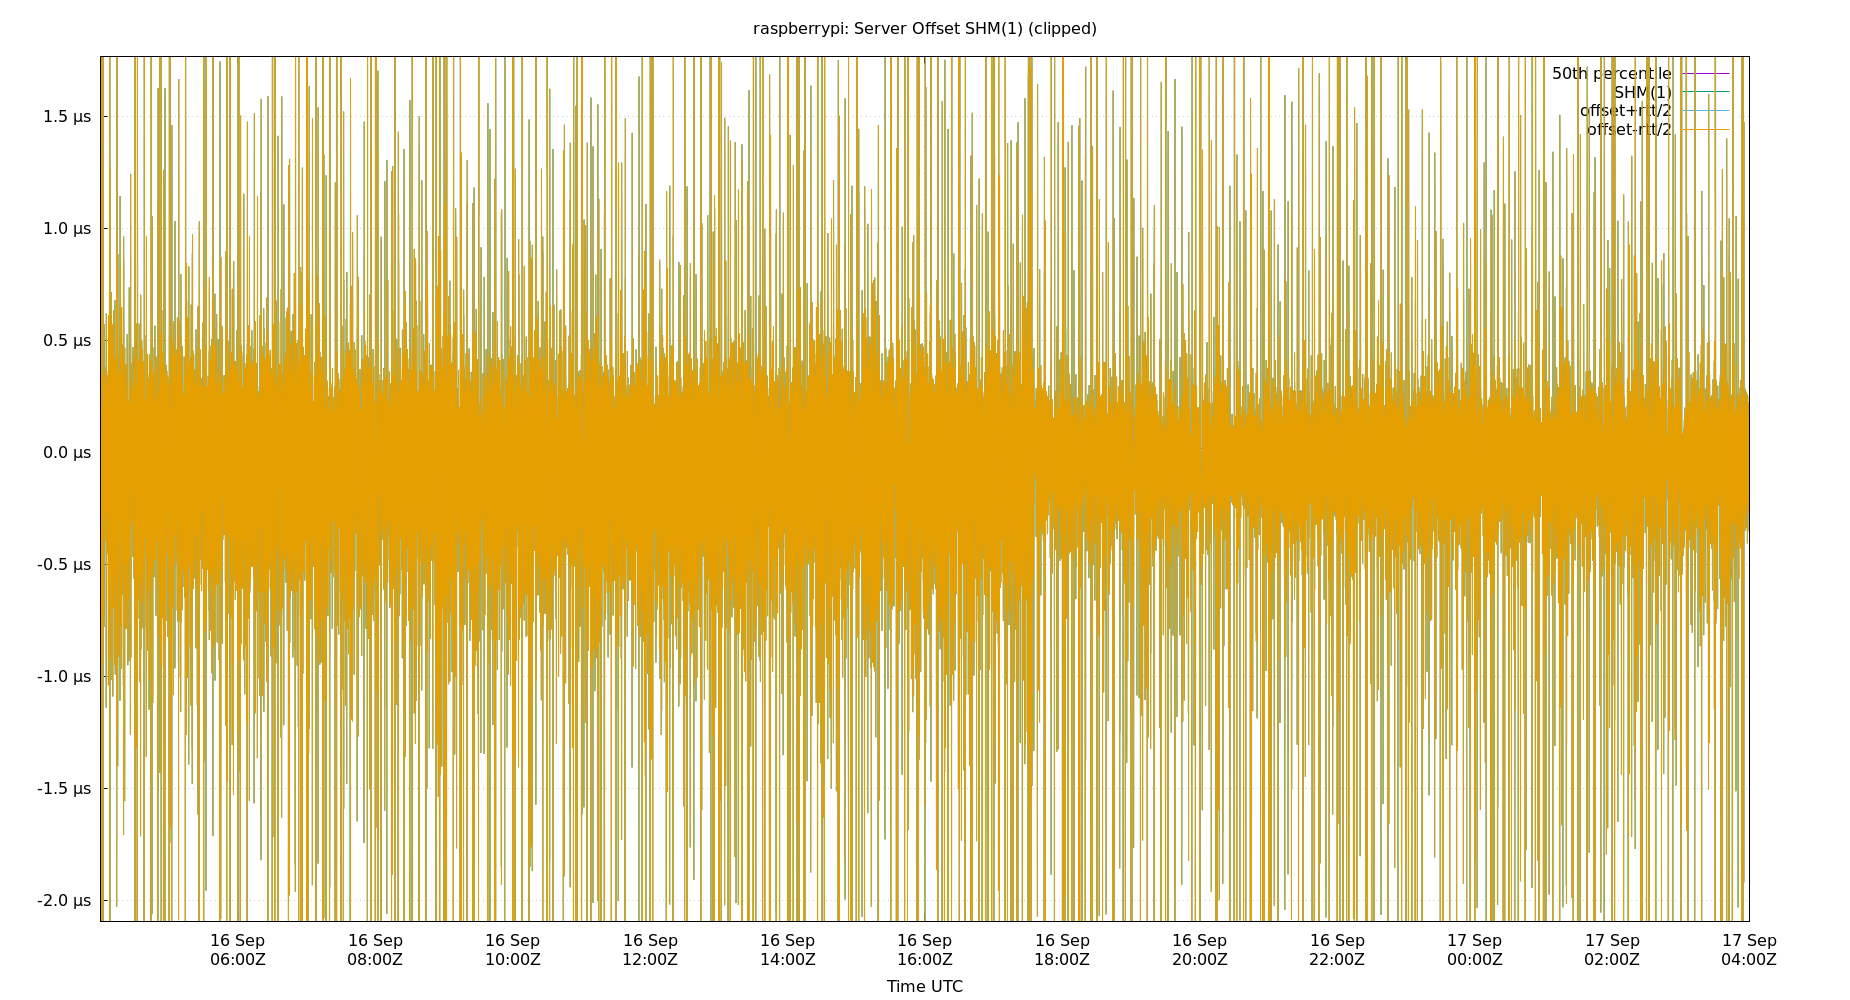 raspberrypi: Server Offset SHM(1) (clipped)
50th percentile
SHM(1)
offset+rtt/2
offset-rtt/2
1.5 µs
1.0 µs
0.5 µs
0.0 µs
-0.5 µs
-1.0 µs
-1.5 µs
-2.0 µs
16 Sep 16 Sep 16 Sep 16 Sep 16 Sep 16 Sep 16 Sep 16 Sep 16 Sep 17 Sep 17 Sep 17 Sep
06:00Z 08:00Z 10:00Z 12:00Z 14:00Z 16:00Z 18:00Z 20:00Z 22:00Z 00:00Z 02:00Z 04:00Z
Time UTC